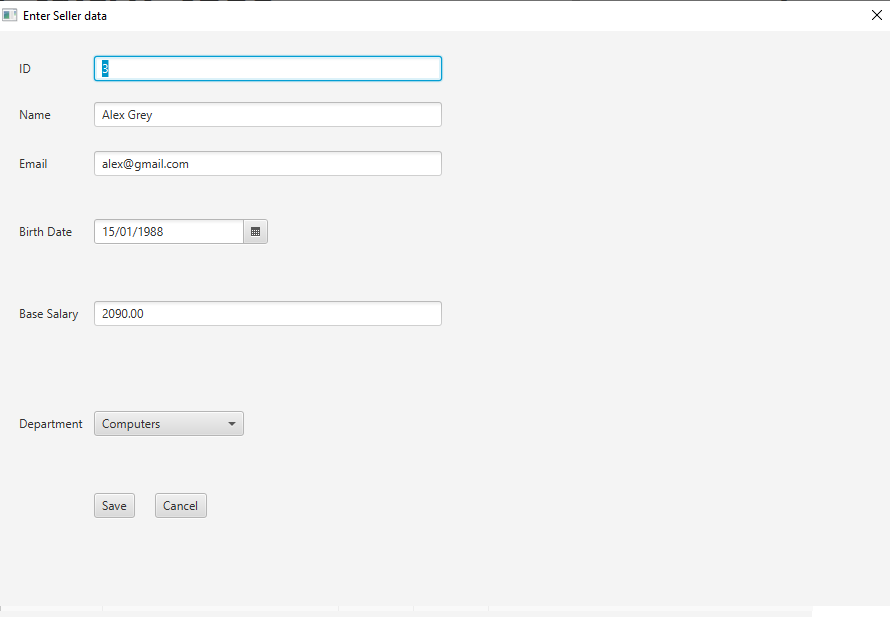 Enter Seller data
ID 3
Name Alex Grey
Email alex@gmail.com
Birth Date 15/01/1988
Base Salary 2090.00
Department Computers
Save Cancel